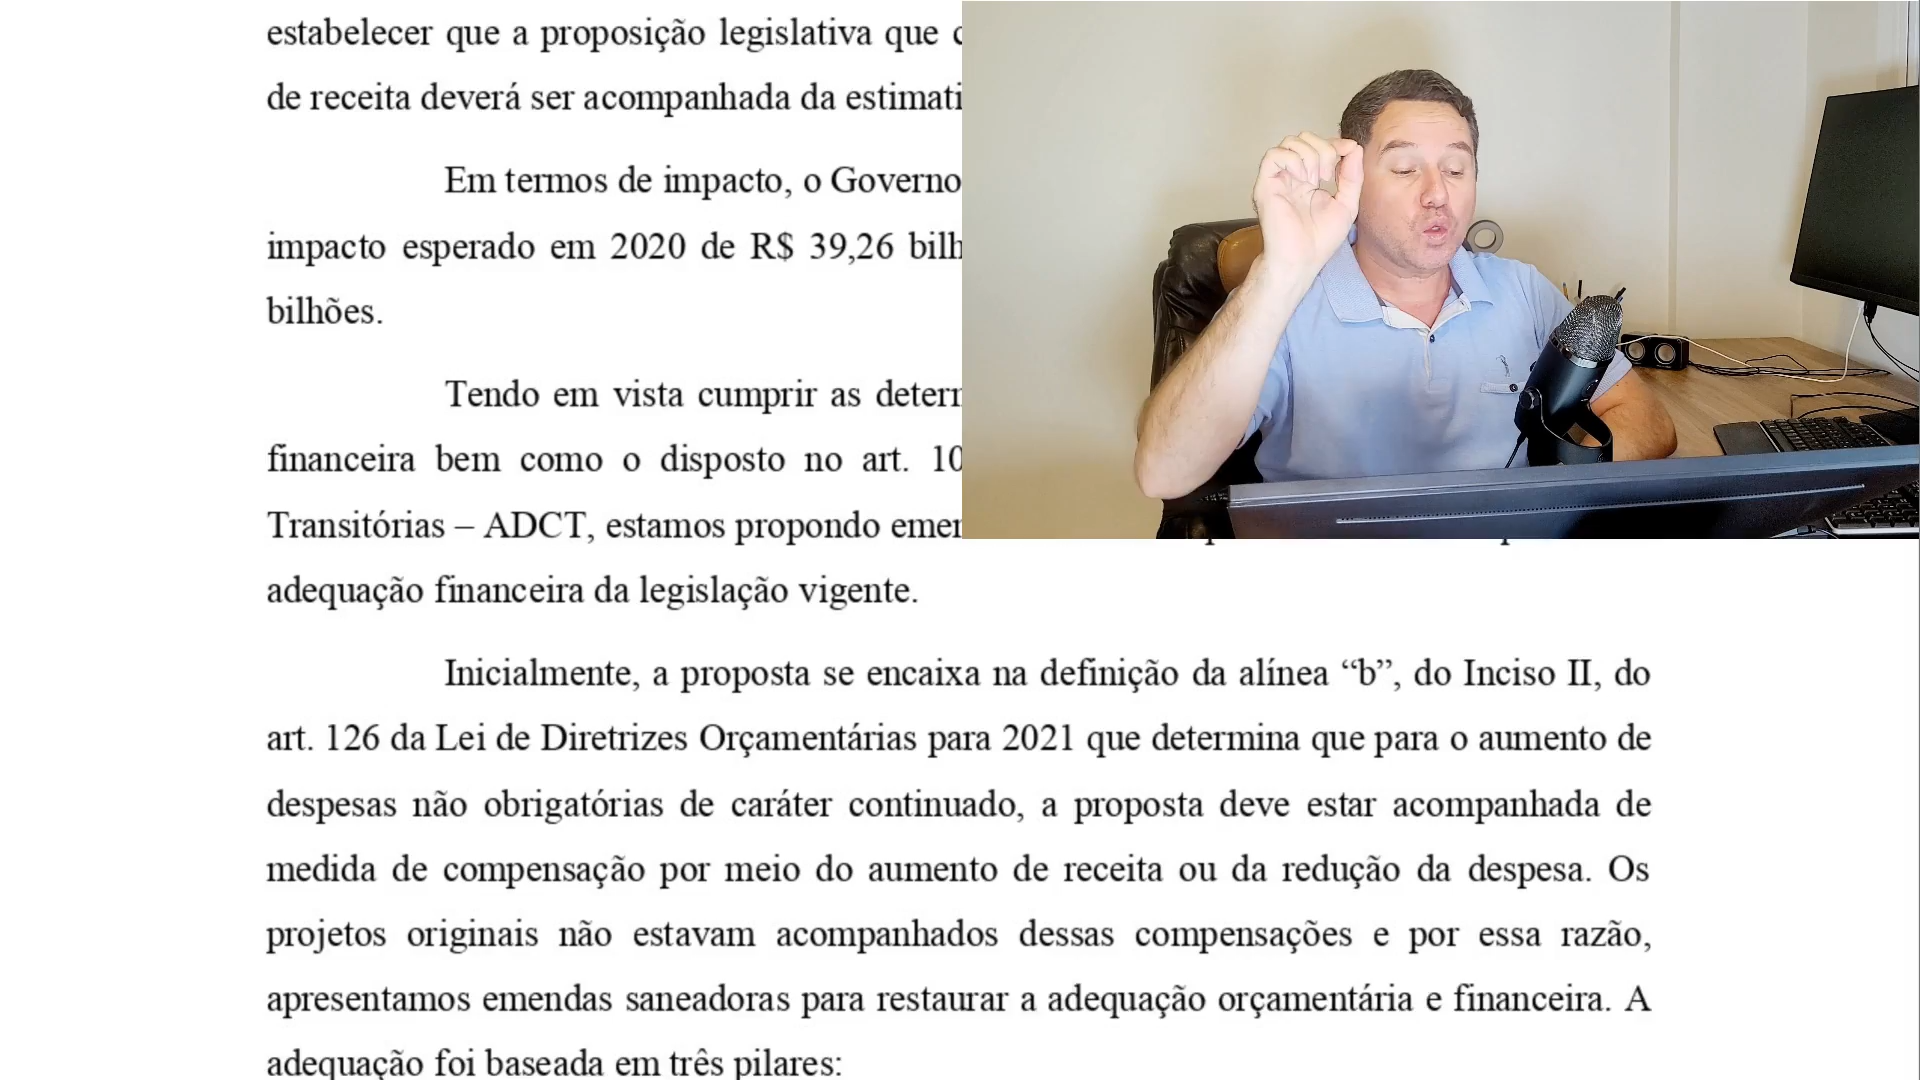 estabelecer que a proposição legislativa que
de receita deverá ser acompanhada da
Em termos de impacto, o Governo
impacto esperado em 2020 de R$ 39,26
bilhões.
Tendo em vista cumprir as
financeira bem como o disposto no art.
Transitórias – ADCT, estamos propondo
adequação financeira da legislação vigente.
Inicialmente, a proposta se encaixa na definição da alínea “b”, do Inciso II, do
art. 126 da Lei de Diretrizes Orçamentárias para 2021 que determina que para o aumento de
despesas não obrigatórias de caráter continuado, a proposta deve estar acompanhada de
medida de compensação por meio do aumento de receita ou da redução da despesa. Os
projetos originais não estavam acompanhados dessas compensações e por essa razão,
apresentamos emendas saneadoras para restaurar a adequação orçamentária e financeira. A
adequação foi baseada em três pilares: